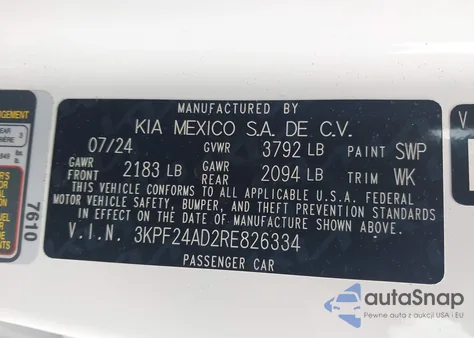 MANUFACTURED BY
KIA MEXICO S.A. DE C.V.
07/24 GVWR 3792 LB PAINT SWP
GAWR FRONT 2183 LB GAWR REAR 2094 LB TRIM WK
THIS VEHICLE CONFORMS TO ALL APPLICABLE U.S.A. FEDERAL
MOTOR VEHICLE SAFETY, BUMPER, AND THEFT PREVENTION STANDARDS
IN EFFECT ON THE DATE OF MANUFACTURE SHOWN ABOVE.
V.I.N. 3KPF24AD2RE826334
PASSENGER CAR
7610
autoSnap
Pewne auta z aukcji USA i EU